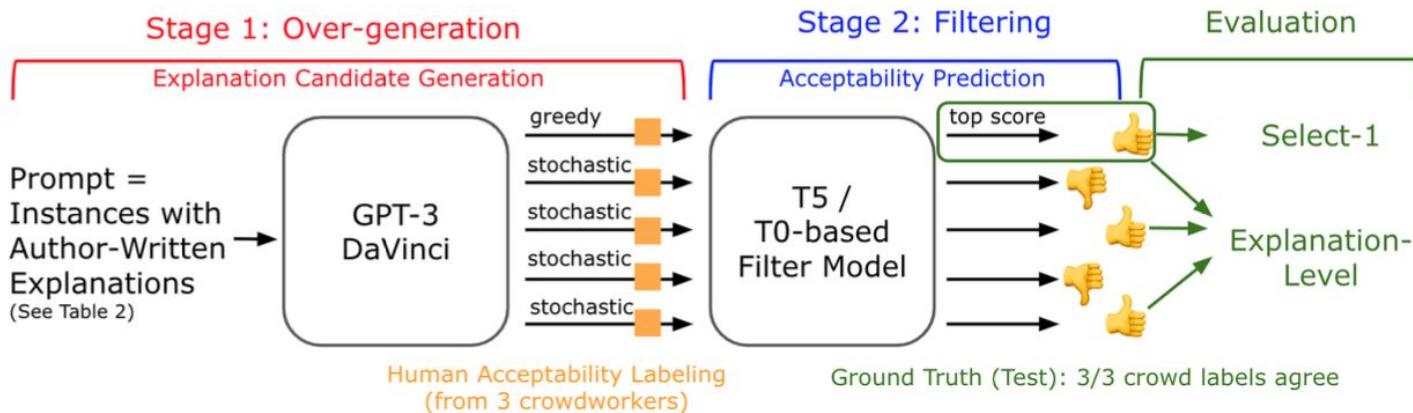 Stage 1: Over-generation
Stage 2: Filtering
Evaluation
Explanation Candidate Generation
Acceptability Prediction
Prompt =
Instances with
Author-Written
Explanations
(See Table 2)
GPT-3
DaVinci
greedy
stochastic
stochastic
stochastic
stochastic
T5 /
T0-based
Filter Model
top score
Select-1
Explanation-
Level
Human Acceptability Labeling
(from 3 crowdworkers)
Ground Truth (Test): 3/3 crowd labels agree